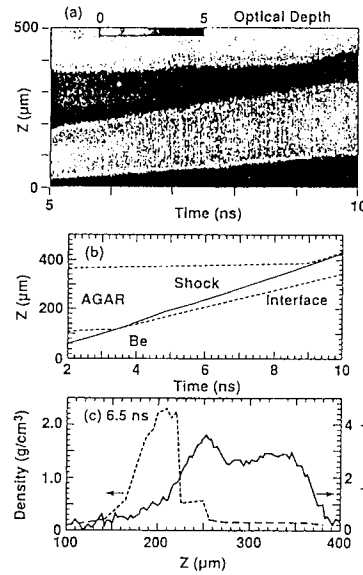 (a)
0 5 Optical Depth
500
Z (μm)
0
5 10
Time (ns)
(b)
400
Z (μm)
200
0
Shock
AGAR
Interface
Be
2 4 6 8 10
Time (ns)
(c) 6.5 ns
2.0
1.0
0.0
Density (g/cm³)
4
2
0
100 200 300 400
Z (μm)